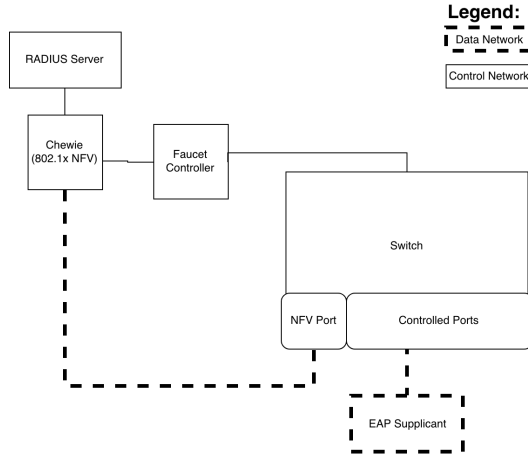 Legend:
Data Network
Control Network
RADIUS Server
Chewie
(802.1x NFV)
Faucet
Controller
Switch
NFV Port
Controlled Ports
EAP Supplicant